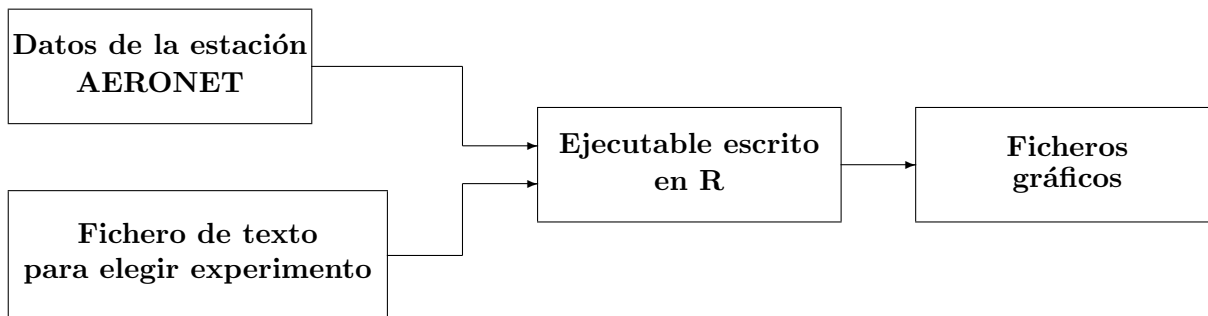 Datos de la estación
AERONET
Fichero de texto
para elegir experimento
Ejecutable escrito
en R
Ficheros
gráficos